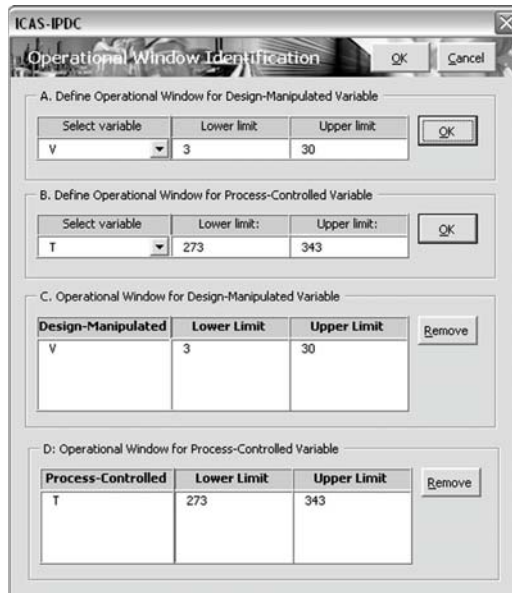 ICAS-IPDC
Operational Window Identification
OK
Cancel
A. Define Operational Window for Design-Manipulated Variable
Select variable Lower limit Upper limit
V 3 30
OK
B. Define Operational Window for Process-Controlled Variable
Select variable Lower limit: Upper limit:
T 273 343
OK
C. Operational Window for Design-Manipulated Variable
Design-Manipulated Lower Limit Upper Limit
V 3 30
Remove
D: Operational Window for Process-Controlled Variable
Process-Controlled Lower Limit Upper Limit
T 273 343
Remove